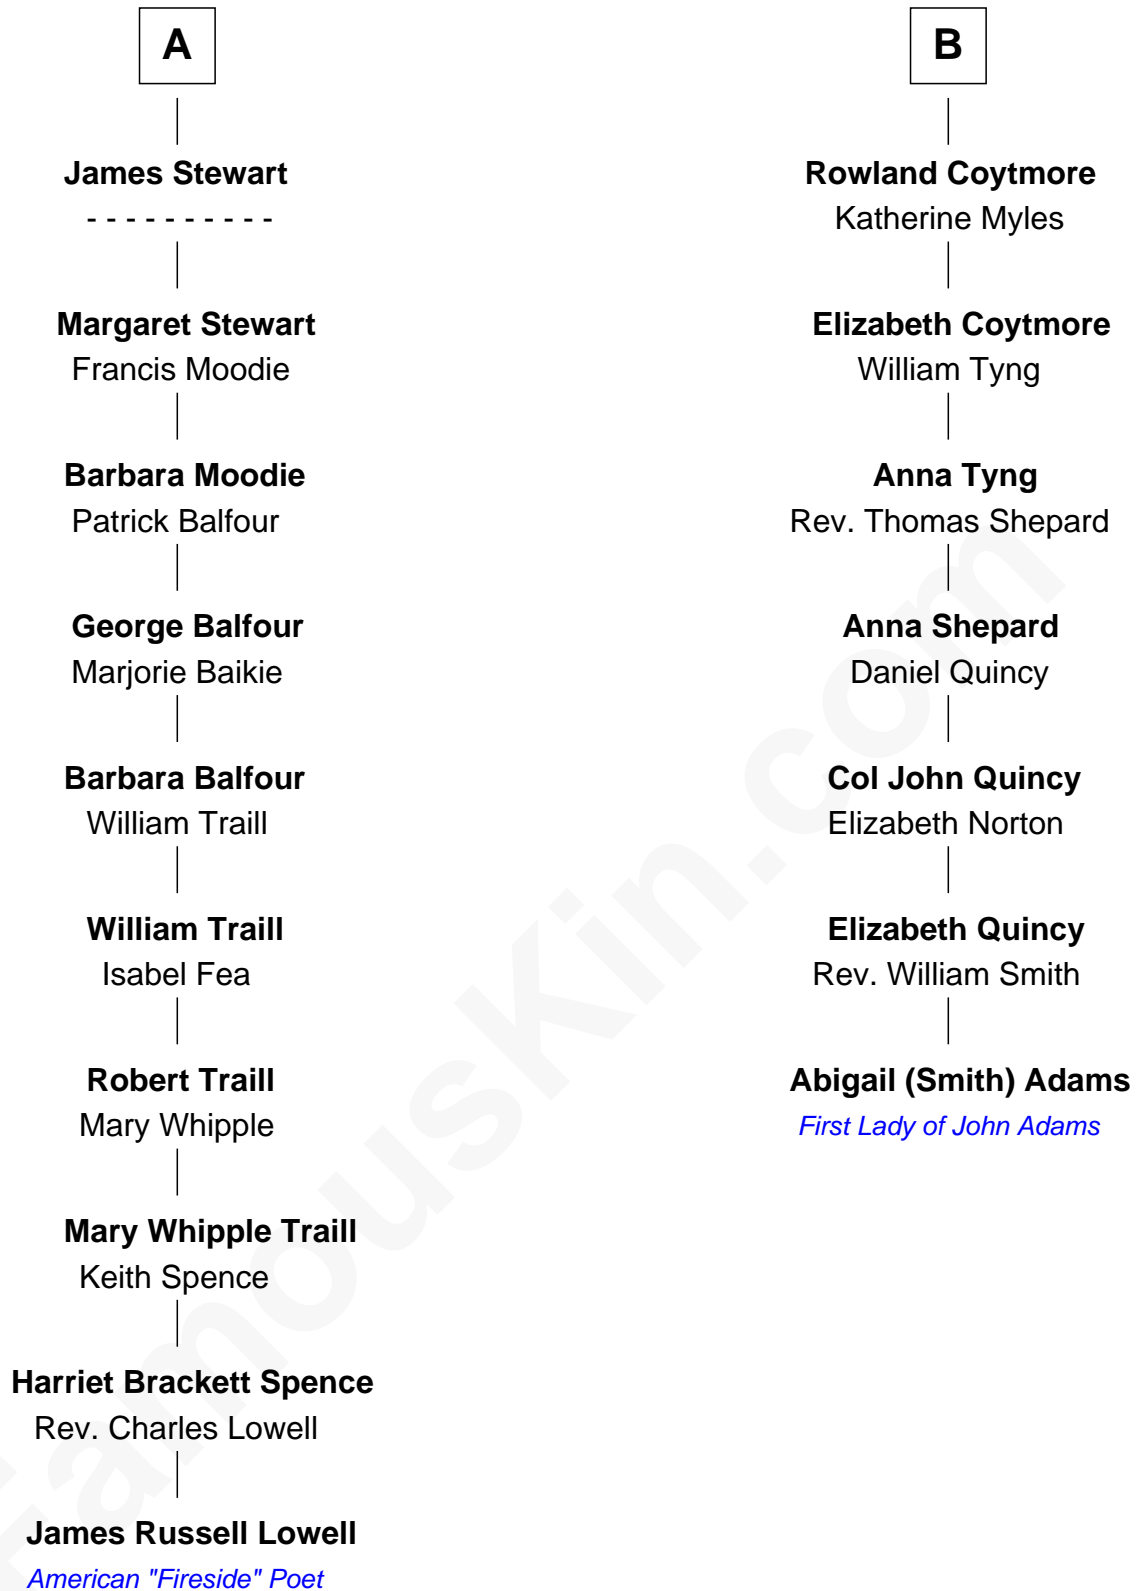 A
James Stewart
- - - - - - - - - -
Margaret Stewart
Francis Moodie
Barbara Moodie
Patrick Balfour
George Balfour
Marjorie Baikie
Barbara Balfour
William Traill
William Traill
Isabel Fea
Robert Traill
Mary Whipple
Mary Whipple Traill
Keith Spence
Harriet Brackett Spence
Rev. Charles Lowell
James Russell Lowell
American "Fireside" Poet
B
Rowland Coytmore
Katherine Myles
Elizabeth Coytmore
William Tyng
Anna Tyng
Rev. Thomas Shepard
Anna Shepard
Daniel Quincy
Col John Quincy
Elizabeth Norton
Elizabeth Quincy
Rev. William Smith
Abigail (Smith) Adams
First Lady of John Adams
FamousKin.com